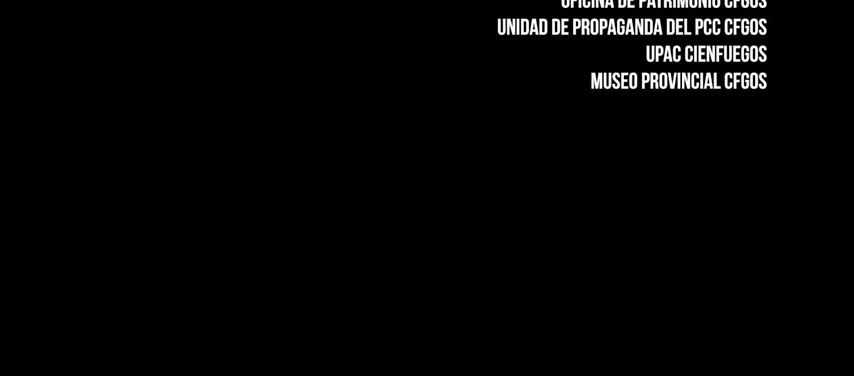 OFICINA DE PATRIMONIO CFGOS
UNIDAD DE PROPAGANDA DEL PCC CFGOS
UPAC CIENFUEGOS
MUSEO PROVINCIAL CFGOS